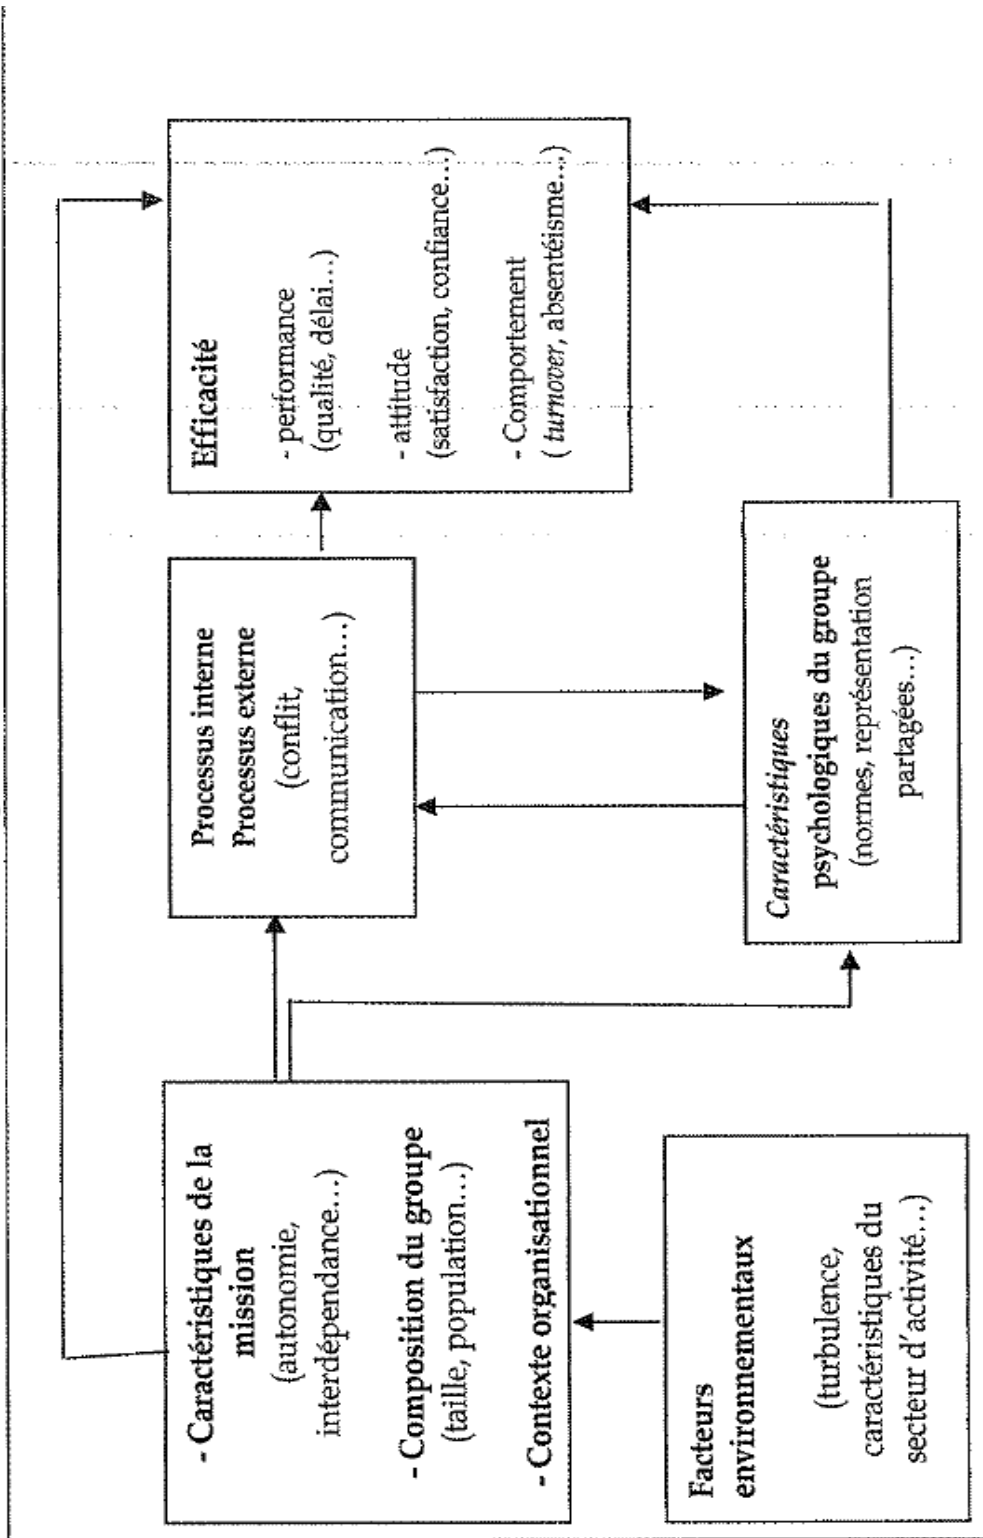 - Caractéristiques de la
mission
(autonomie,
interdépendance...)
- Composition du groupe
(taille, population...)
- Contexte organisationnel
Facteurs
environnementaux
(turbulence,
caractéristiques du
secteur d'activité...)
Processus interne
Processus externe
(conflit,
communication...)
Caractéristiques
psychologiques du groupe
(normes, représentation
partagées...)
Efficacité
- performance
(qualité, délai...)
- attitude
(satisfaction, confiance...)
- Comportement
( turnover, absentéisme...)